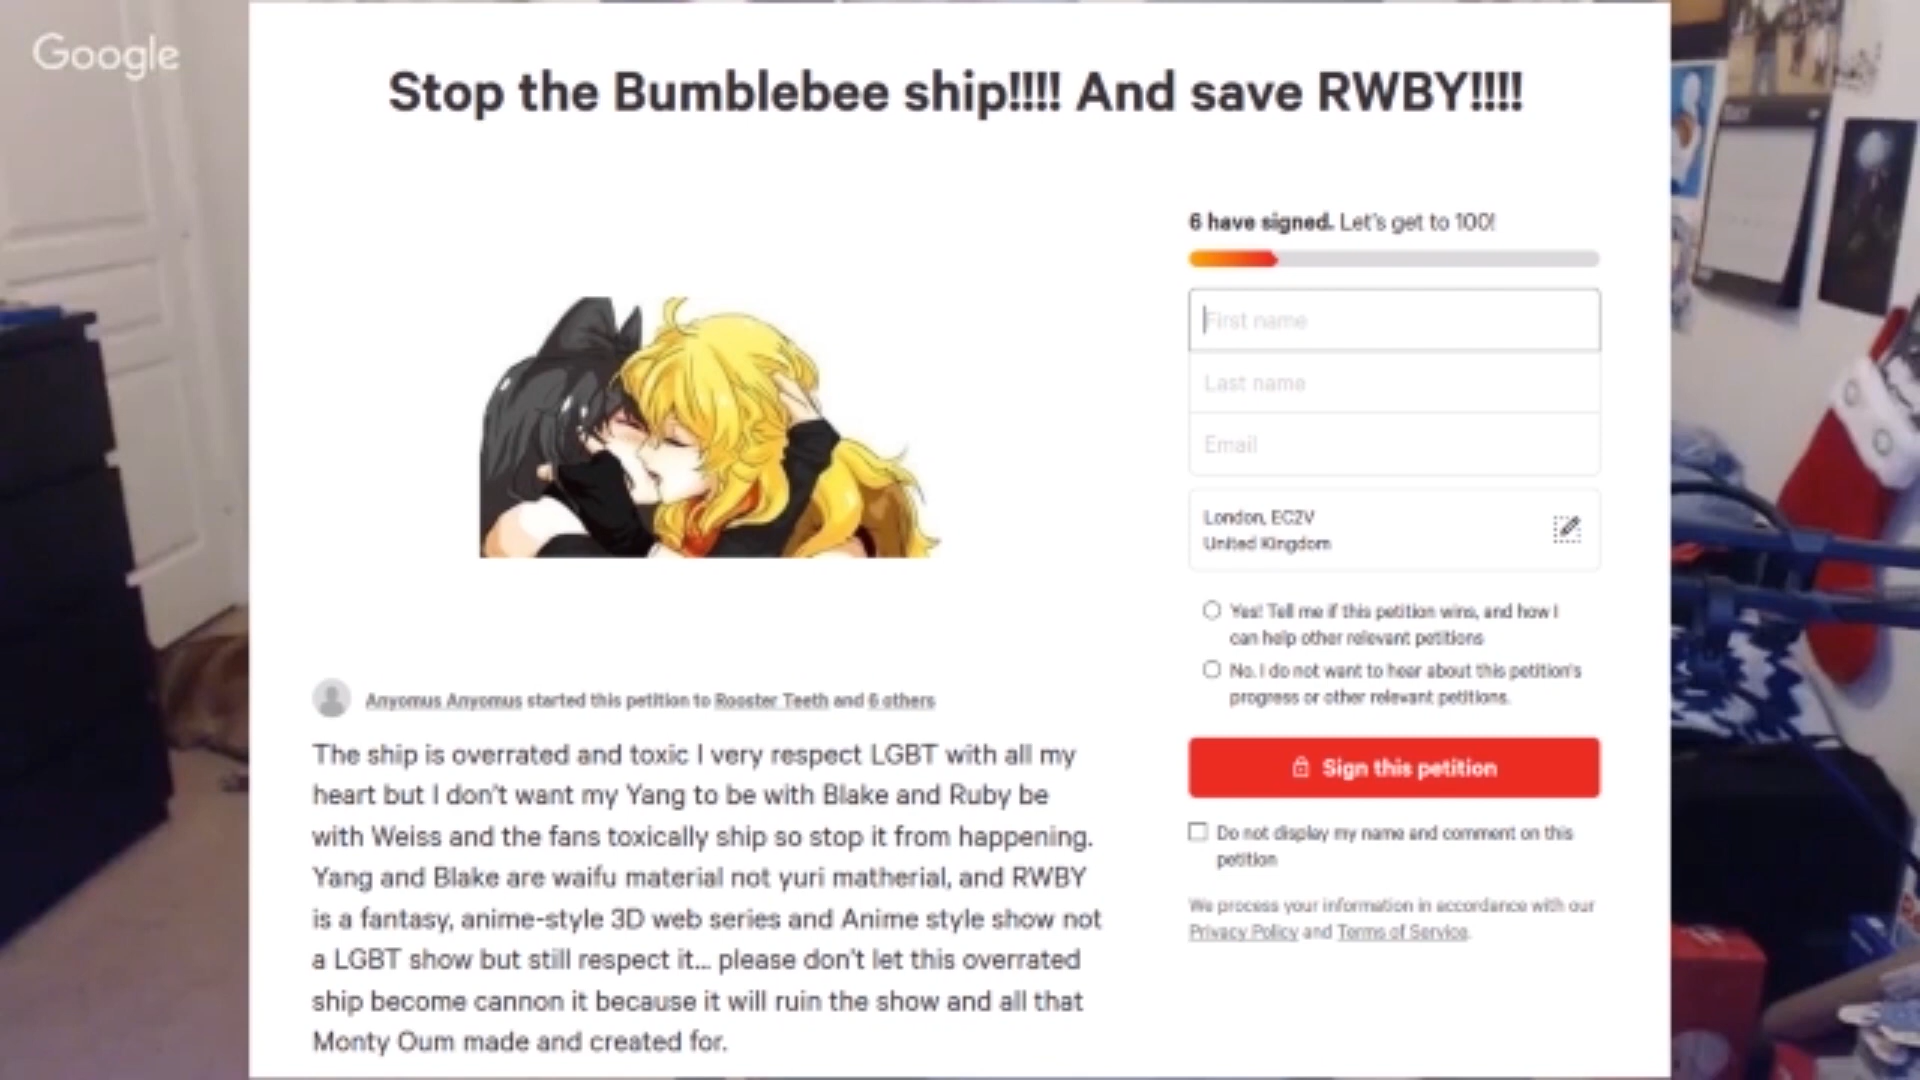 Google
Stop the Bumblebee ship!!!! And save RWBY!!!!
6 have signed. Let's get to 100!
First name
Last name
Email
London, EC2V
United Kingdom
Yes! Tell me if this petition wins, and how I
can help other relevant petitions
No. I do not want to hear about this petition's
progress or other relevant petitions.
Sign this petition
Do not display my name and comment on this
petition
We process your information in accordance with our
Privacy Policy and Terms of Service.
Anyomus Anyomus started this petition to Rooster Teeth and 6 others
The ship is overrated and toxic I very respect LGBT with all my
heart but I don't want my Yang to be with Blake and Ruby be
with Weiss and the fans toxically ship so stop it from happening.
Yang and Blake are waifu material not yuri matherial, and RWBY
is a fantasy, anime-style 3D web series and Anime style show not
a LGBT show but still respect it... please don't let this overrated
ship become cannon it because it will ruin the show and all that
Monty Oum made and created for.